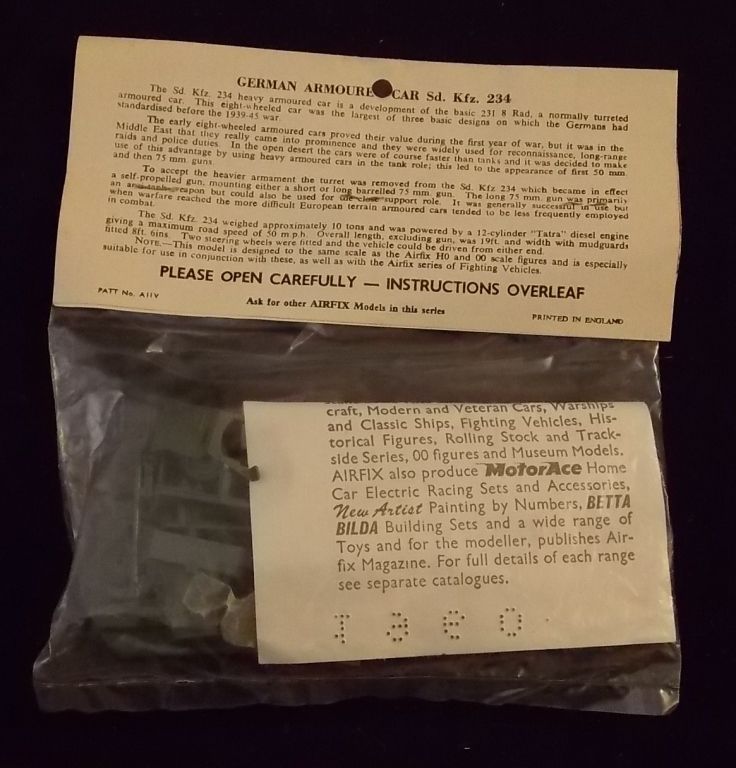 GERMAN ARMOURE CAR Sd. Kfz. 234
The Sd. Kfz. 234 heavy armoured car is a development of the basic 231 8 Rad, a normally turreted
armoured car. This eight-wheeled car was the largest of three basic designs on which the Germans had
standardised before the 1939-45 war.
The early eight-wheeled armoured cars proved their value during the first year of war, but it was in the
Middle East that they really came into prominence and they were widely used for reconnaissance, long-range
raids and police duties. In the open desert the cars were of course faster than tanks and it was decided to make
use of this advantage by using heavy armoured cars in the tank role; this led to the appearance of first 50 mm.
and then 75 mm. guns.
To accept the heavier armament the turret was removed from the Sd. Kfz. 234 which became in effect
a self-propelled gun, mounting either a short or long barrelled 75 mm. gun. The long 75 mm. gun was primarily
an weapon but could also be used for the close support role. It was generally successful in use but
when warfare reached the more difficult European terrain armoured cars tended to be less frequently employed
in combat.
The Sd. Kfz. 234 weighed approximately 10 tons and was powered by a 12-cylinder "Tatra" diesel engine
giving a maximum road speed of 50 m.p.h. Overall length, excluding gun, was 19ft. and width with mudguards
fitted 8ft. 6ins. Two steering wheels were fitted and the vehicle could be driven from either end.
NOTE.—This model is designed to the same scale as the Airfix H0 and 00 scale figures and is especially
suitable for use in conjunction with these, as well as with the Airfix series of Fighting Vehicles.
PLEASE OPEN CAREFULLY — INSTRUCTIONS OVERLEAF
PATT No. A11V
Ask for other AIRFIX Models in this series
PRINTED IN ENGLAND
craft, Modern and Veteran Cars, Warships
and Classic Ships, Fighting Vehicles, His-
torical Figures, Rolling Stock and Track-
side Series, 00 figures and Museum Models.
AIRFIX also produce MotorAce Home
Car Electric Racing Sets and Accessories,
New Artist Painting by Numbers, BETTA
BILDA Building Sets and a wide range of
Toys and for the modeller, publishes Air-
fix Magazine. For full details of each range
see separate catalogues.